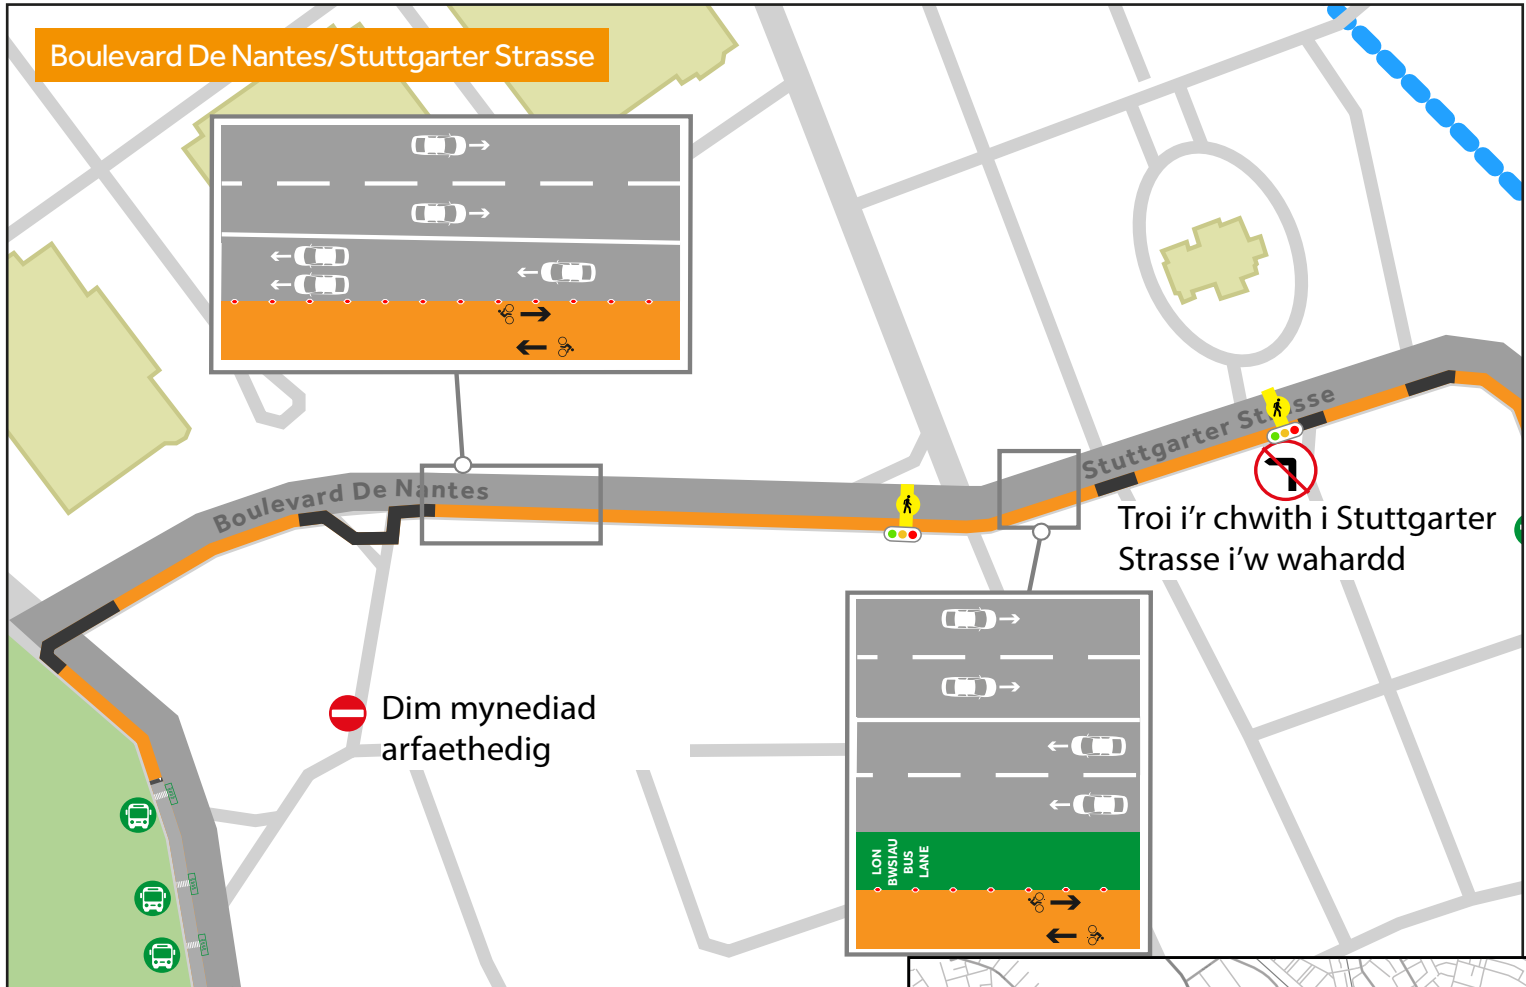 Boulevard De Nantes/Stuttgarter Strasse
Boulevard De Nantes
Stuttgarter Strasse
Troi i'r chwith i Stuttgarter
Strasse i'w wahardd
Dim mynediad
arfaethedig
LON
BWSIAU
BUS
LANE